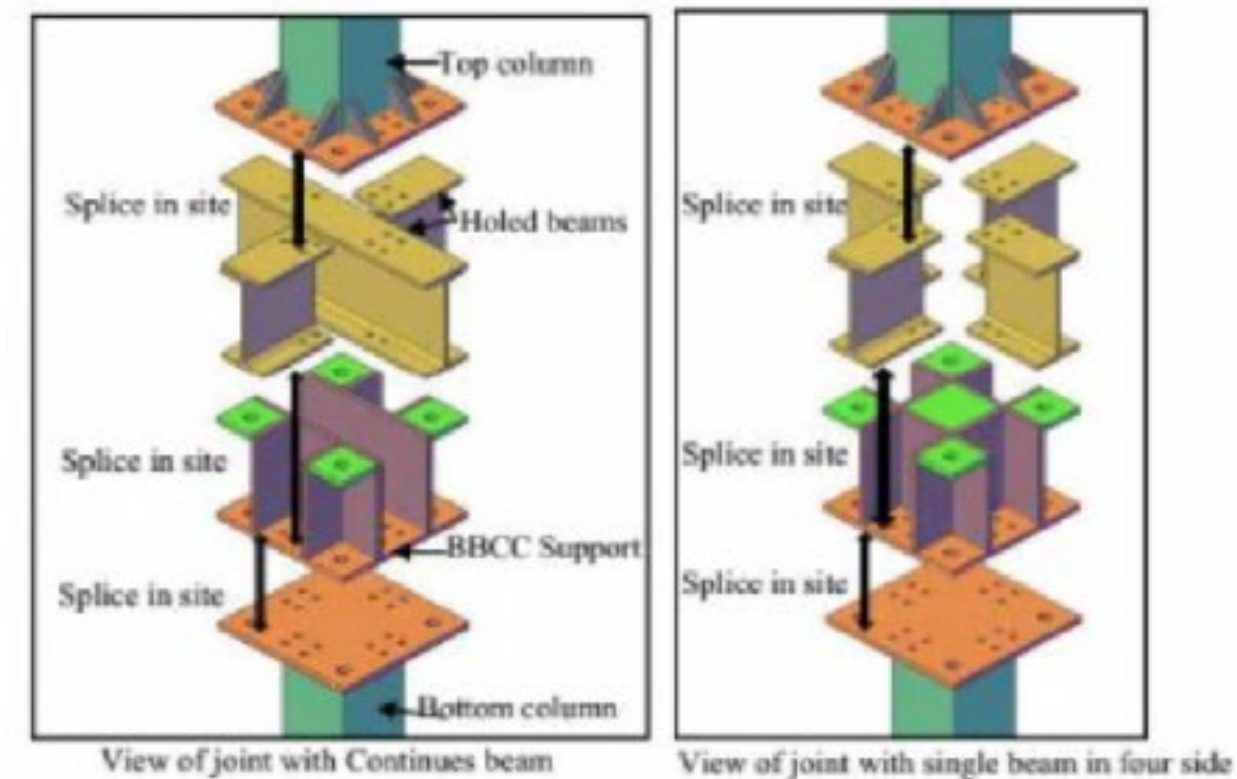 Top column
Splice in site
Holed beams
Splice in site
BBCC Support
Splice in site
Bottom column
View of joint with Continues beam
Splice in site
Splice in site
Splice in site
View of joint with single beam in four side